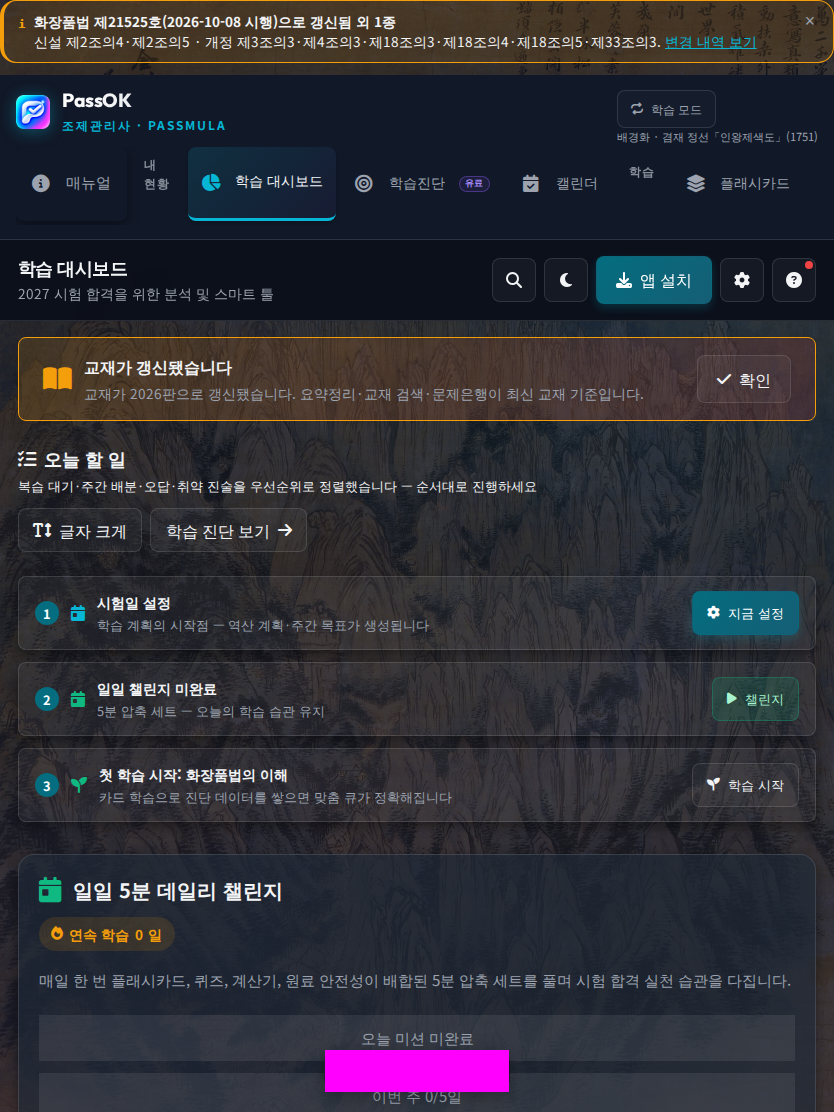 화장품법 제21525호(2026-10-08 시행)으로 갱신됨 외 1종
신설 제2조의4·제2조의5 · 개정 제3조의3·제4조의3·제18조의3·제18조의4·제18조의5·제33조의3. 변경 내역 보기
PassOK
조제관리사 · PASSMULA
학습 모드
배경화 · 겸재 정선「인왕제색도」(1751)
매뉴얼
내 현황
학습 대시보드
학습진단 유료
캘린더
학습
플래시카드
학습 대시보드
2027 시험 합격을 위한 분석 및 스마트 툴
앱 설치
교재가 갱신됐습니다
교재가 2026판으로 갱신됐습니다. 요약정리·교재 검색·문제은행이 최신 교재 기준입니다.
확인
오늘 할 일
복습 대기·주간 배분·오답·취약 진술을 우선순위로 정렬했습니다 — 순서대로 진행하세요
글자 크게
학습 진단 보기
1
시험일 설정
학습 계획의 시작점 — 역산 계획·주간 목표가 생성됩니다
지금 설정
2
일일 챌린지 미완료
5분 압축 세트 — 오늘의 학습 습관 유지
챌린지
3
첫 학습 시작: 화장품법의 이해
카드 학습으로 진단 데이터를 쌓으면 맞춤 큐가 정확해집니다
학습 시작
일일 5분 데일리 챌린지
연속 학습 0 일
매일 한 번 플래시카드, 퀴즈, 계산기, 원료 안전성이 배합된 5분 압축 세트를 풀며 시험 합격 실천 습관을 다집니다.
오늘 미션 미완료
이번 주 0/5일